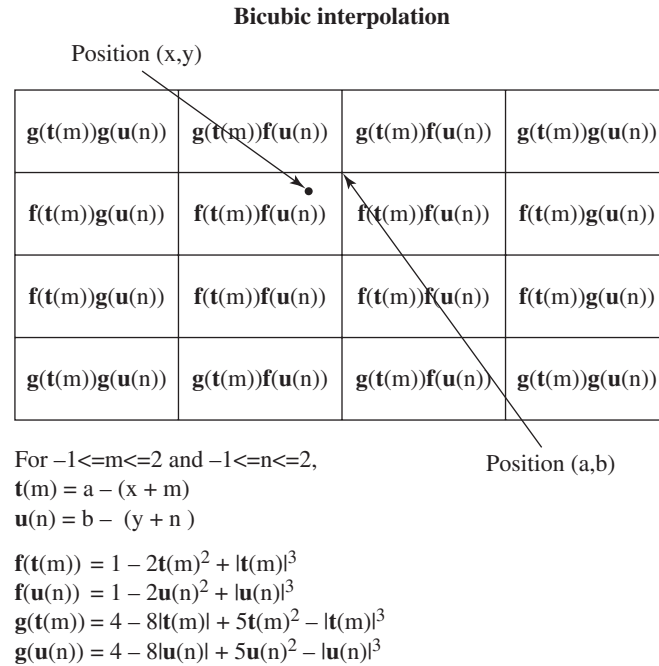 Bicubic interpolation
Position (x,y)
g(t(m))g(u(n)) g(t(m))f(u(n)) g(t(m))f(u(n)) g(t(m))g(u(n))
f(t(m))g(u(n)) f(t(m))f(u(n)) f(t(m))f(u(n)) f(t(m))g(u(n))
f(t(m))g(u(n)) f(t(m))f(u(n)) f(t(m))f(u(n)) f(t(m))g(u(n))
g(t(m))g(u(n)) g(t(m))f(u(n)) g(t(m))f(u(n)) g(t(m))g(u(n))
Position (a,b)
For –1<=m<=2 and –1<=n<=2,
t(m) = a – (x + m)
u(n) = b – (y + n )
f(t(m)) = 1 – 2t(m)² + |t(m)|³
f(u(n)) = 1 – 2u(n)² + |u(n)|³
g(t(m)) = 4 – 8|t(m)| + 5t(m)² – |t(m)|³
g(u(n)) = 4 – 8|u(n)| + 5u(n)² – |u(n)|³